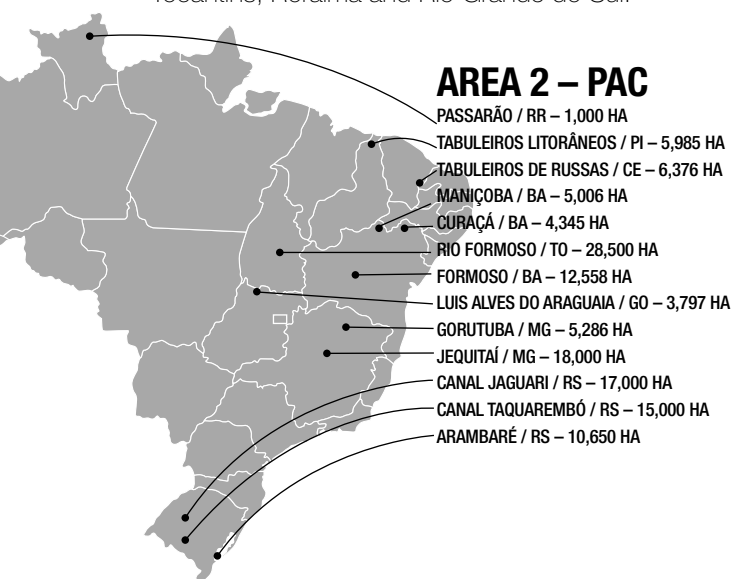 Tocantins, Roraima and Rio Grande do Sul.
AREA 2 – PAC
PASSARÃO / RR – 1,000 HA
TABULEIROS LITORÂNEOS / PI – 5,985 HA
TABULEIROS DE RUSSAS / CE – 6,376 HA
MANIÇOBA / BA – 5,006 HA
CURAÇÁ / BA – 4,345 HA
RIO FORMOSO / TO – 28,500 HA
FORMOSO / BA – 12,558 HA
LUIS ALVES DO ARAGUAIA / GO – 3,797 HA
GORUTUBA / MG – 5,286 HA
JEQUITAÍ / MG – 18,000 HA
CANAL JAGUARI / RS – 17,000 HA
CANAL TAQUAREMBÓ / RS – 15,000 HA
ARAMBARÉ / RS – 10,650 HA